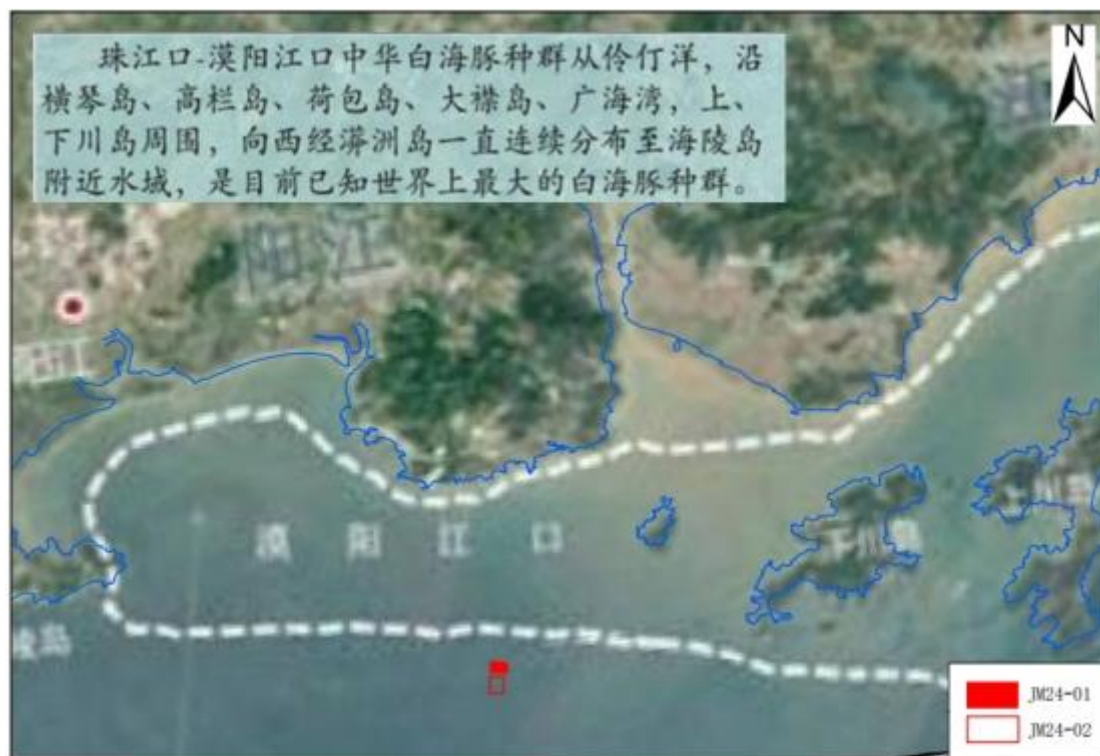 珠江口-漠阳江口中华白海豚种群从伶仃洋，沿
横琴岛、高栏岛、荷包岛、大襟岛、广海湾，上、
下川岛周围，向西经漭洲岛一直连续分布至海陵岛
附近水域，是目前已知世界上最大的白海豚种群。
N
阳江
漠阳江口
上川岛
下川岛
陵岛
JM24-01
JM24-02